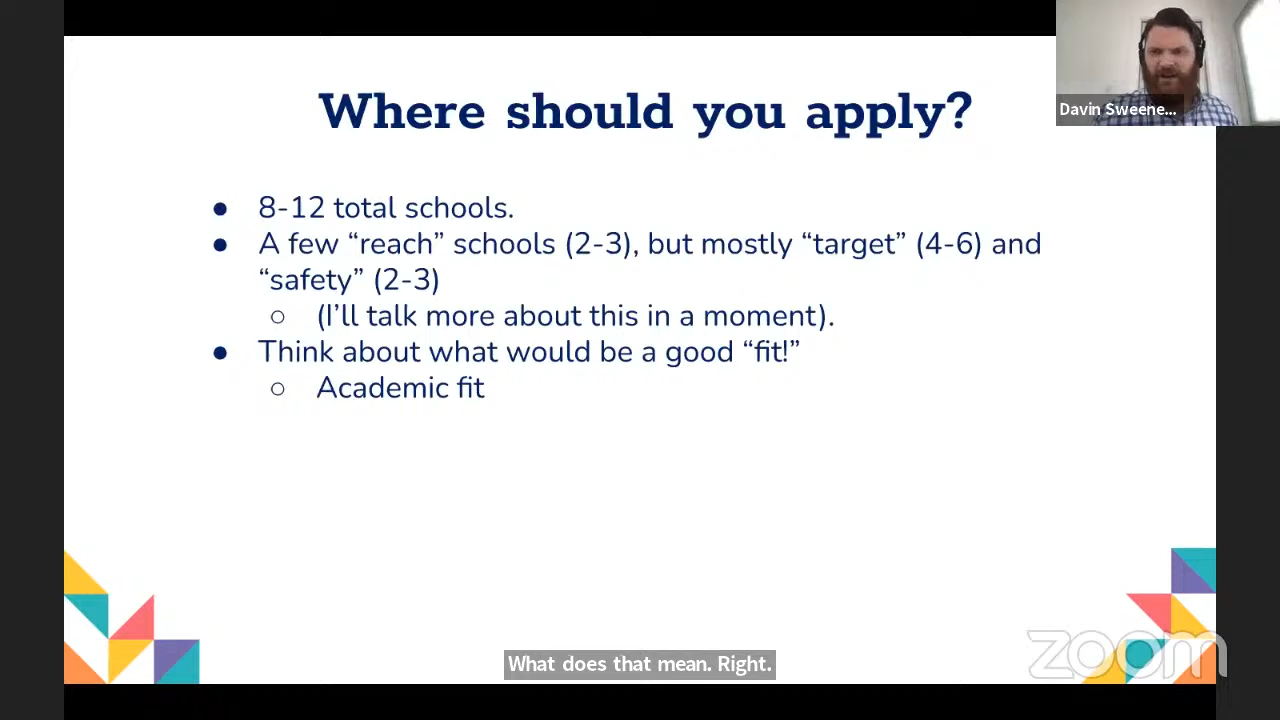 Where should you apply?
Davin Sweene...
● 8-12 total schools.
● A few “reach” schools (2-3), but mostly “target” (4-6) and
“safety” (2-3)
○ (I’ll talk more about this in a moment).
● Think about what would be a good “fit!”
○ Academic fit
What does that mean. Right.
zoom